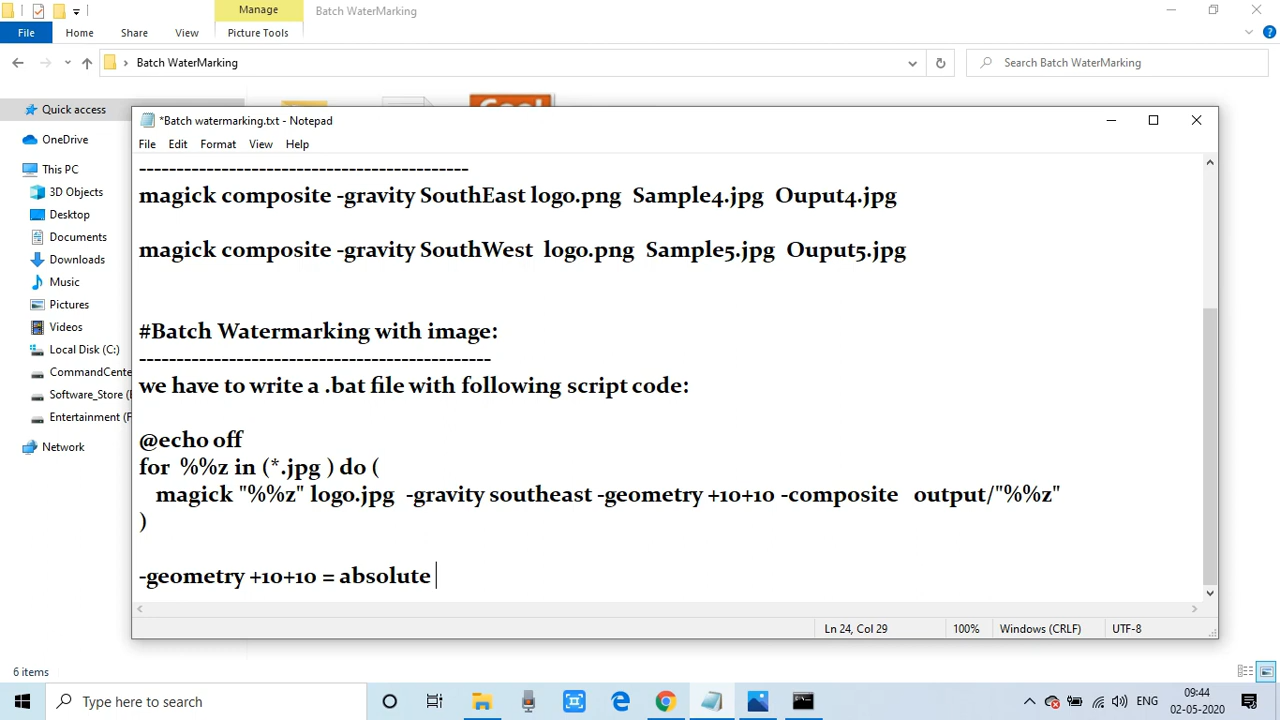 Manage
Batch WaterMarking
File
Home
Share
View
Picture Tools
Batch WaterMarking
Search Batch WaterMarking
Quick access
OneDrive
This PC
3D Objects
Desktop
Documents
Downloads
Music
Pictures
Videos
Local Disk (C:)
CommandCente
Software_Store (
Entertainment (F
Network
*Batch watermarking.txt - Notepad
File Edit Format View Help
--------------------------------------------
magick composite -gravity SouthEast logo.png  Sample4.jpg  Ouput4.jpg
magick composite -gravity SouthWest  logo.png  Sample5.jpg  Ouput5.jpg
#Batch Watermarking with image:
-----------------------------------------------
we have to write a .bat file with following script code:
@echo off
for  %%z in (*.jpg ) do (
magick "%%z" logo.jpg  -gravity southeast -geometry +10+10 -composite   output/"%%z"
)
-geometry +10+10 = absolute
Ln 24, Col 29
100%
Windows (CRLF)
UTF-8
6 items
Type here to search
ENG
09:44
02-05-2020